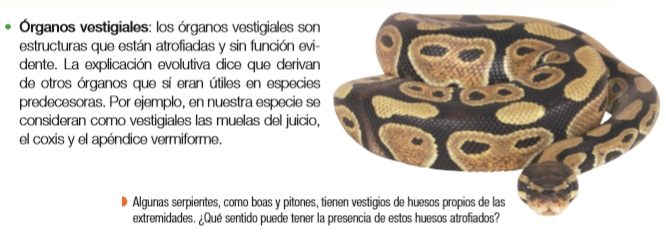 • Órganos vestigiales: los órganos vestigiales son
estructuras que están atrofiadas y sin función evi-
dente. La explicación evolutiva dice que derivan
de otros órganos que sí eran útiles en especies
predecesoras. Por ejemplo, en nuestra especie se
consideran como vestigiales las muelas del juicio,
el coxis y el apéndice vermiforme.
Algunas serpientes, como boas y pitones, tienen vestigios de huesos propios de las
extremidades. ¿Qué sentido puede tener la presencia de estos huesos atrofiados?